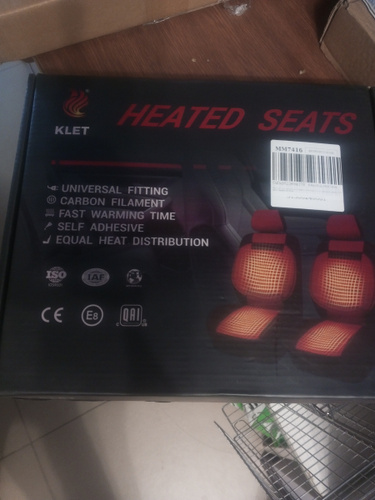 HEATED SEATS
KLET
MM7416
UNIVERSAL FITTING
CARBON FILAMENT
FAST WARMING TIME
SELF ADHESIVE
EQUAL HEAT DISTRIBUTION
ISO
IAF
CE
E8
QAI